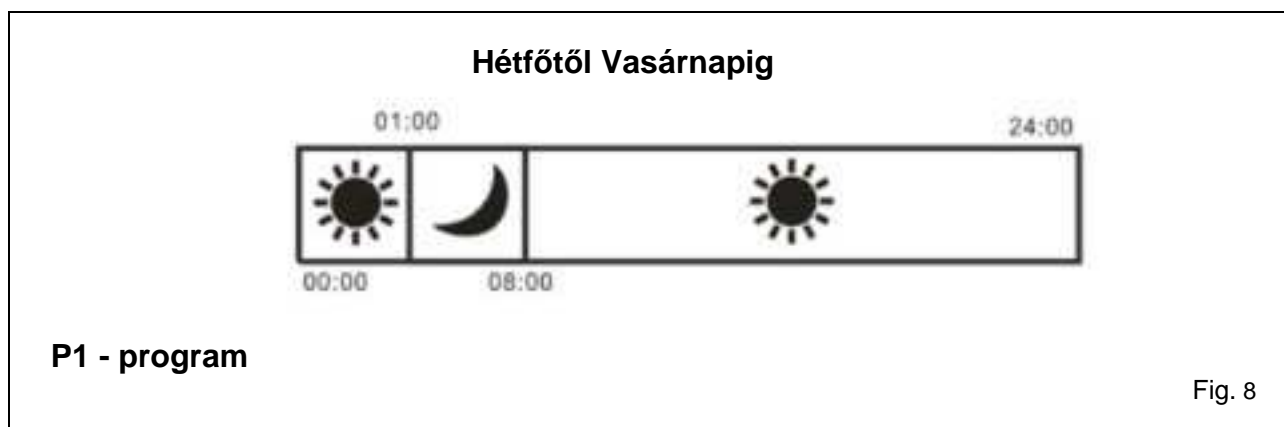 Hétfőtől Vasárnapig
01:00 24:00
00:00 08:00
P1 - program
Fig. 8